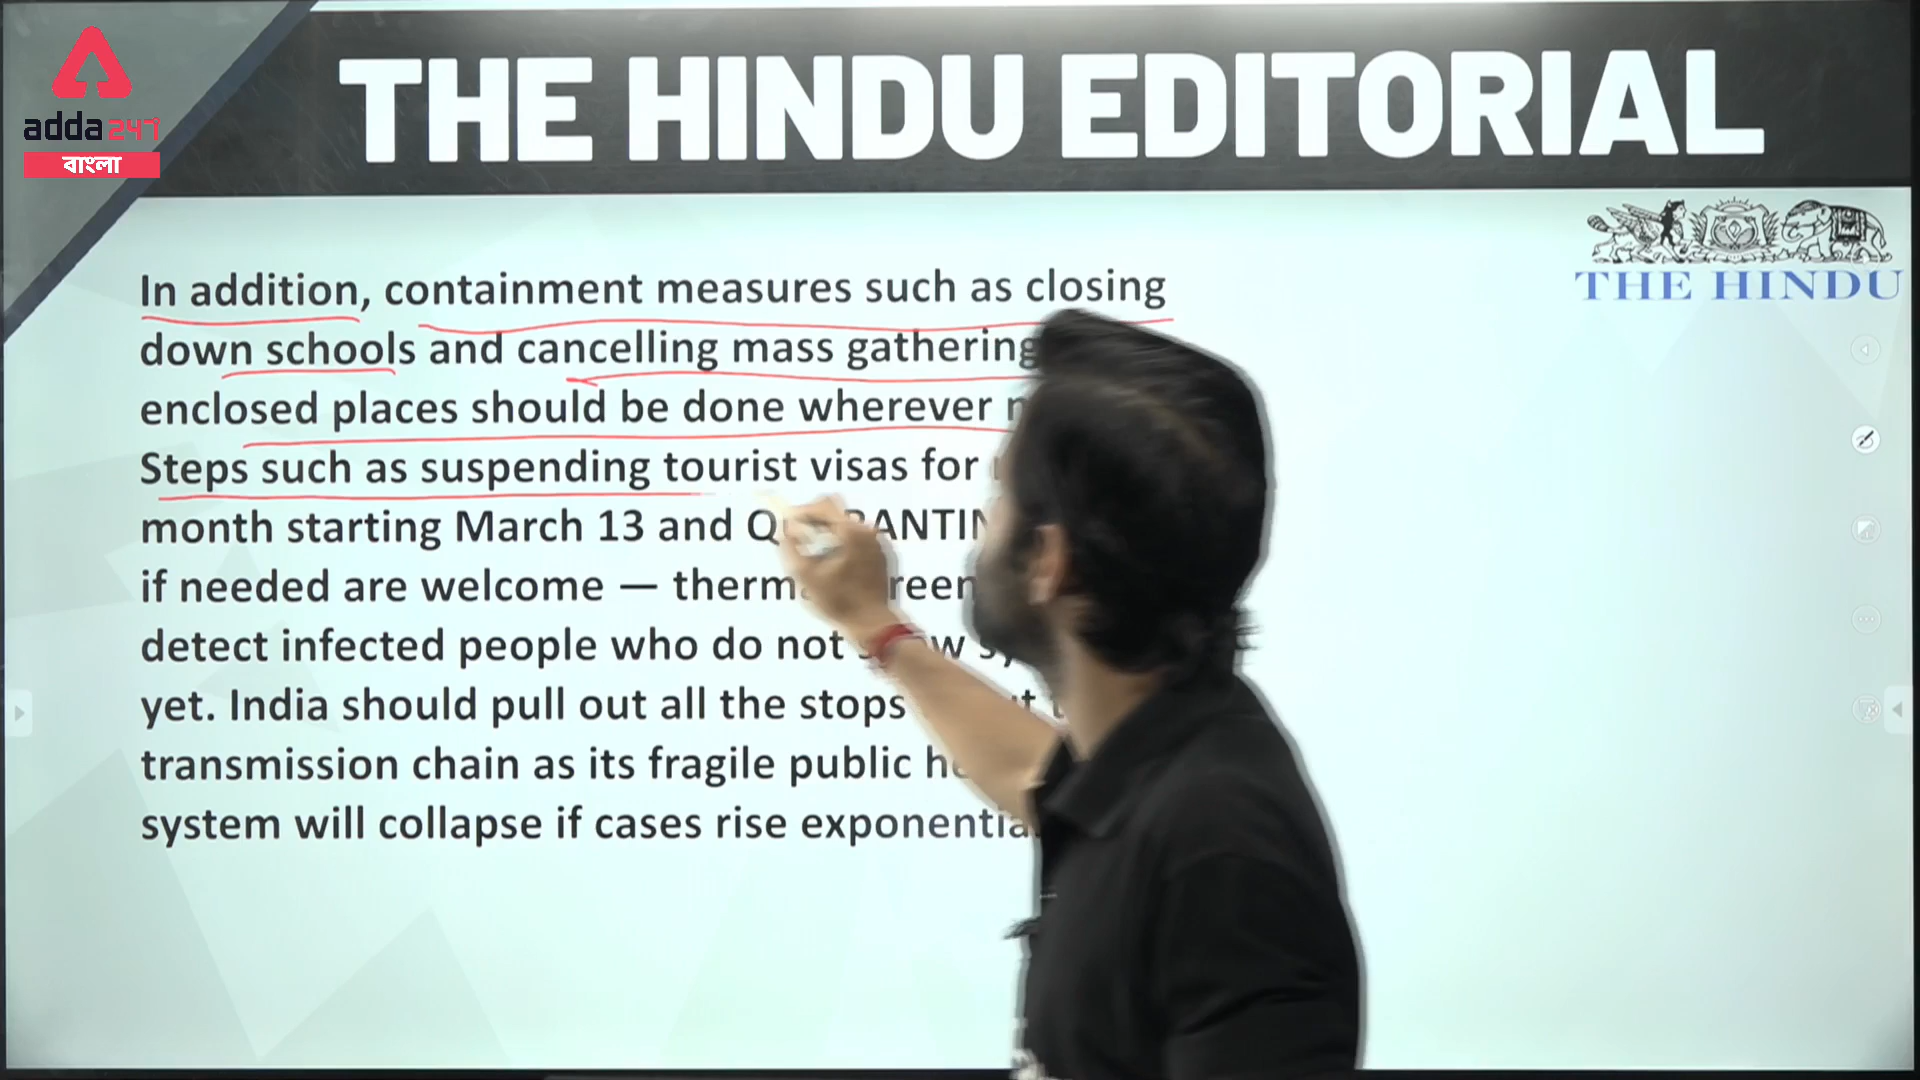 adda247
বাংলা
THE HINDU EDITORIAL
THE HINDU
In addition, containment measures such as closing
down schools and cancelling mass gathering
enclosed places should be done wherever
Steps such as suspending tourist visas for
month starting March 13 and
if needed are welcome —
detect infected people who do not
yet. India should pull out all the stops
transmission chain as its fragile public
system will collapse if cases rise